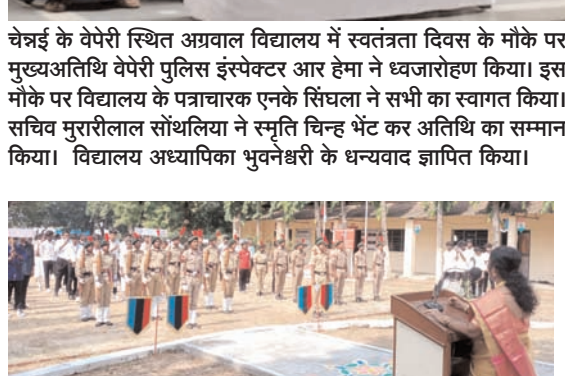 चेन्नई के वेपेरी स्थित अग्रवाल विद्यालय में स्वतंत्रता दिवस के मौके पर
मुख्यअतिथि वेपेरी पुलिस इंस्पेक्टर आर हेमा ने ध्वजारोहण किया। इस
मौके पर विद्यालय के पत्राचारक एनके सिंघला ने सभी का स्वागत किया।
सचिव मुरारीलाल सोंथलिया ने स्मृति चिन्ह भेंट कर अतिथि का सम्मान
किया। विद्यालय अध्यापिका भुवनेश्वरी के धन्यवाद ज्ञापित किया।